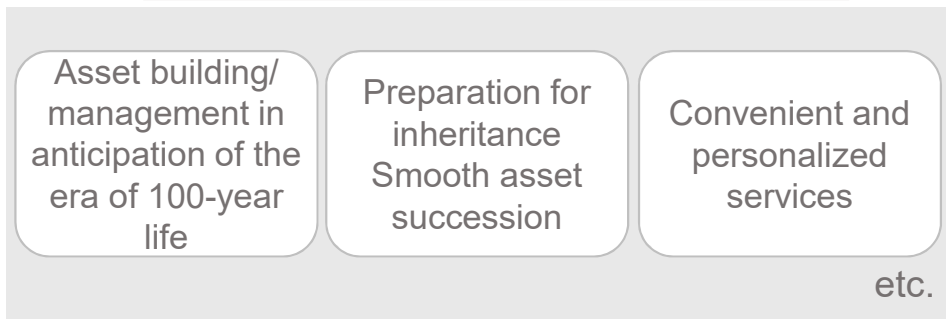 Asset building/
management in
anticipation of the
era of 100-year
life
Preparation for
inheritance
Smooth asset
succession
Convenient and
personalized
services
etc.